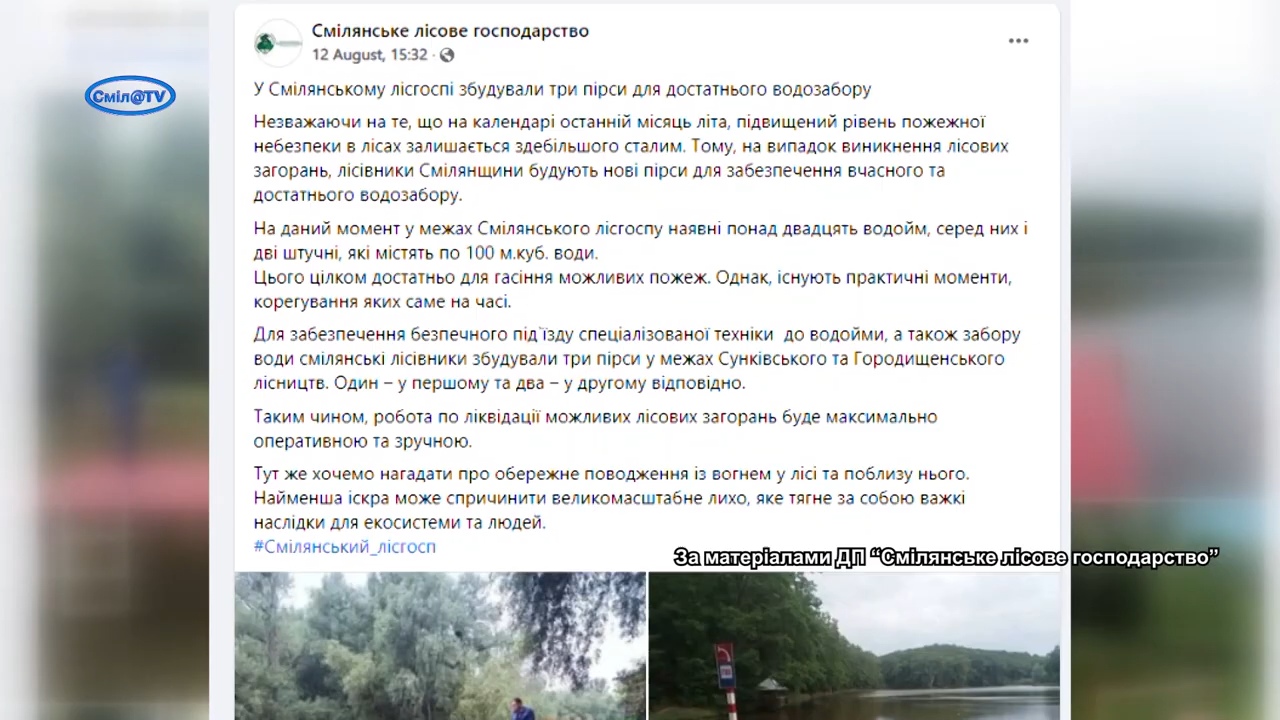 Смілянське лісове господарство
12 August, 15:32 ·
Сміл@TV
У Смілянському лісгоспі збудували три пірси для достатнього водозабору
Незважаючи на те, що на календарі останній місяць літа, підвищений рівень пожежної
небезпеки в лісах залишається здебільшого сталим. Тому, на випадок виникнення лісових
загорань, лісівники Смілянщини будують нові пірси для забезпечення вчасного та
достатнього водозабору.
На даний момент у межах Смілянського лісгоспу наявні понад двадцять водойм, серед них і
дві штучні, які містять по 100 м.куб. води.
Цього цілком достатньо для гасіння можливих пожеж. Однак, існують практичні моменти,
корегування яких саме на часі.
Для забезпечення безпечного під`їзду спеціалізованої техніки  до водойми, а також забору
води смілянські лісівники збудували три пірси у межах Сунківського та Городищенського
лісництв. Один – у першому та два – у другому відповідно.
Таким чином, робота по ліквідації можливих лісових загорань буде максимально
оперативною та зручною.
Тут же хочемо нагадати про обережне поводження із вогнем у лісі та поблизу нього.
Найменша іскра може спричинити великомасштабне лихо, яке тягне за собою важкі
наслідки для екосистеми та людей.
#Смілянський_лісгосп
За матеріалами ДП “Смілянське лісове господарство”